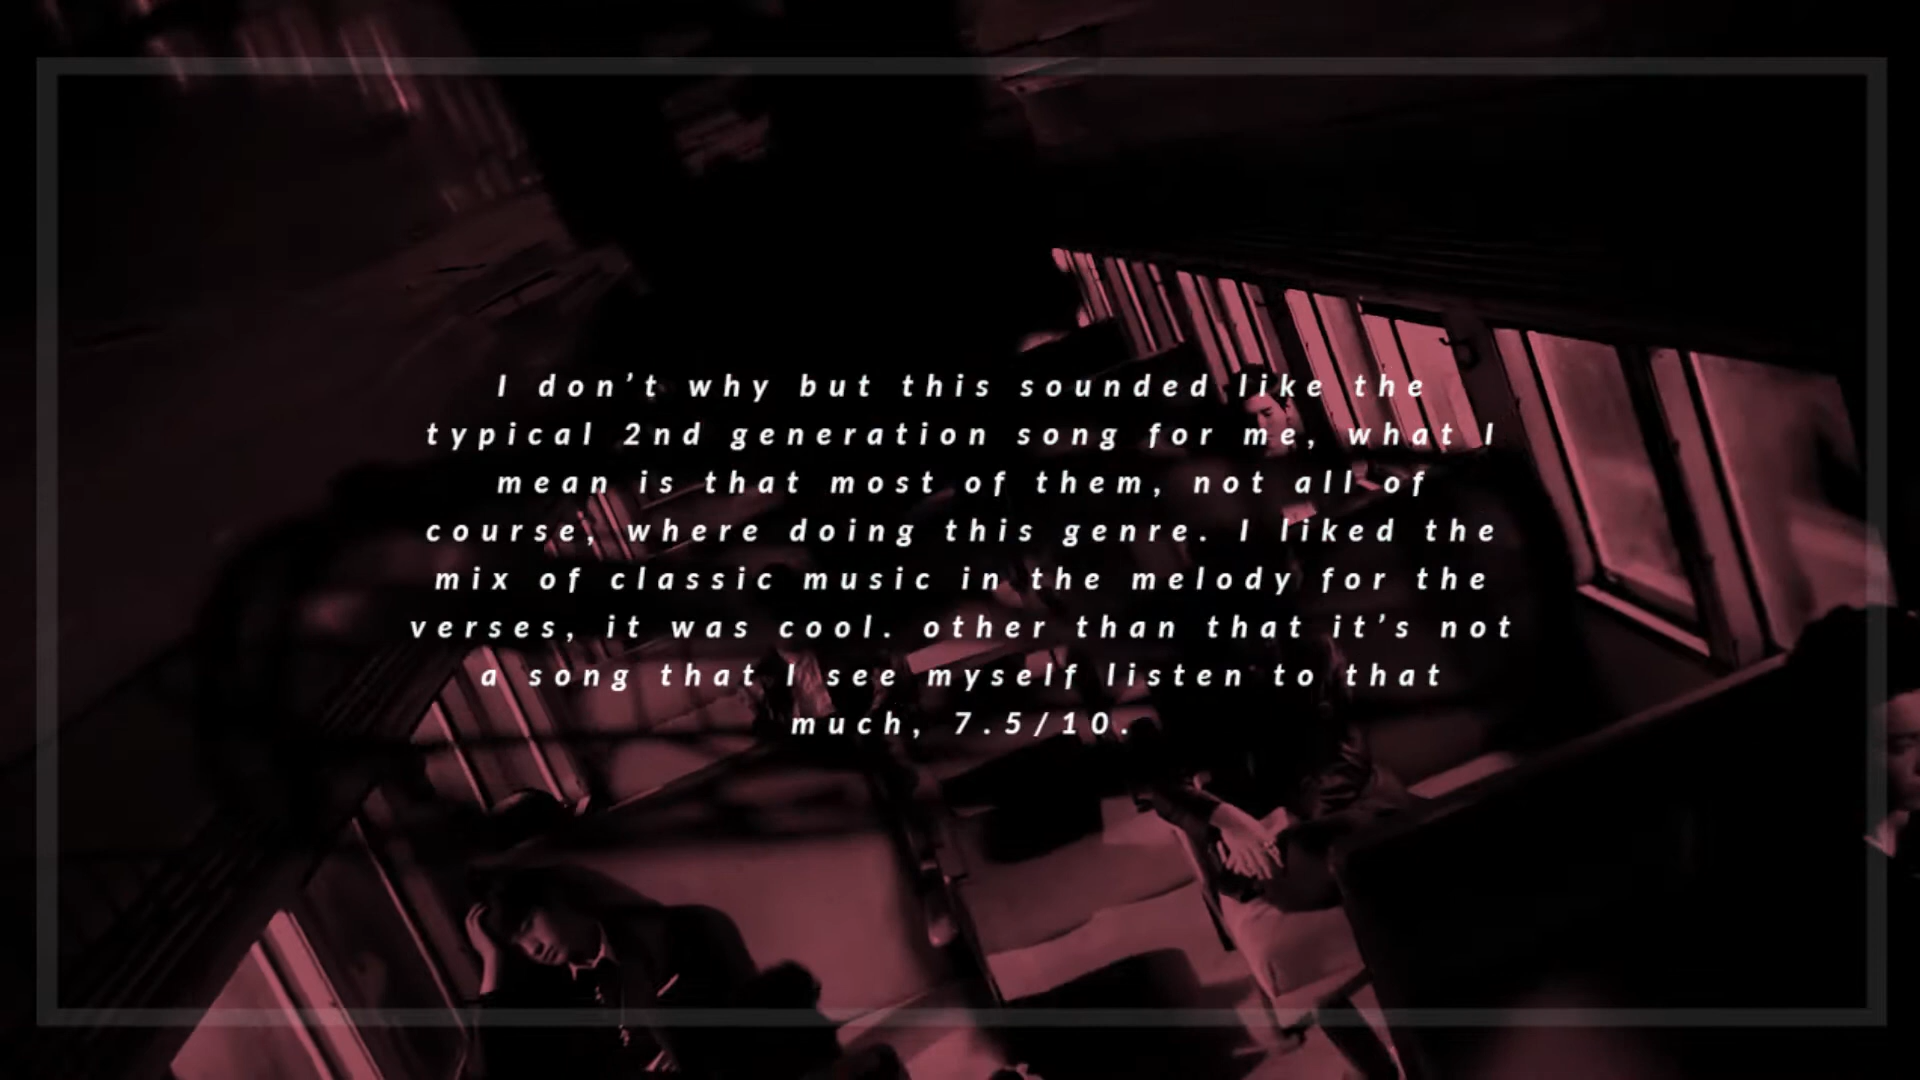 I don’t why but this sounded like the
typical 2nd generation song for me, what I
mean is that most of them, not all of
course, where doing this genre. I liked the
mix of classic music in the melody for the
verses, it was cool. other than that it’s not
a song that I see myself listen to that
much, 7.5/10.